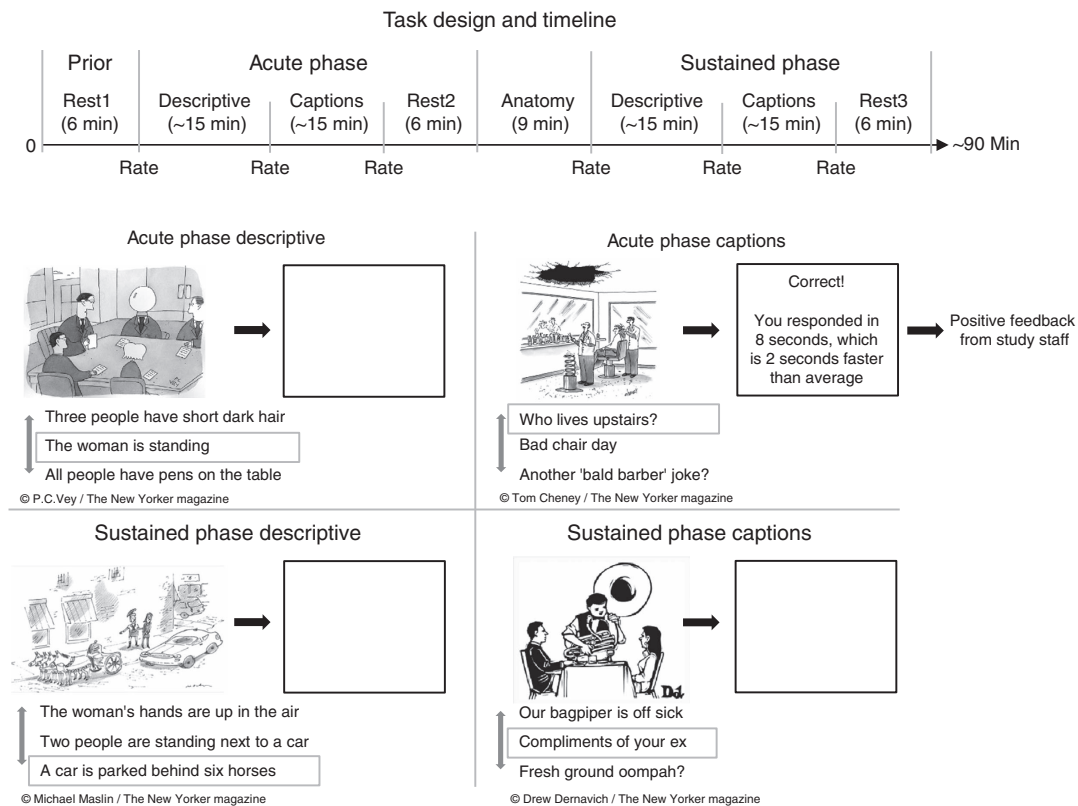 Task design and timeline
Prior
Acute phase
Sustained phase
Rest1
(6 min)
Descriptive
(~15 min)
Captions
(~15 min)
Rest2
(6 min)
Anatomy
(9 min)
Descriptive
(~15 min)
Captions
(~15 min)
Rest3
(6 min)
0
~90 Min
Rate
Rate
Rate
Rate
Rate
Rate
Acute phase descriptive
Three people have short dark hair
The woman is standing
All people have pens on the table
© P.C.Vey / The New Yorker magazine
Acute phase captions
Correct!
You responded in
8 seconds, which
is 2 seconds faster
than average
Positive feedback
from study staff
Who lives upstairs?
Bad chair day
Another 'bald barber' joke?
© Tom Cheney / The New Yorker magazine
Sustained phase descriptive
The woman's hands are up in the air
Two people are standing next to a car
A car is parked behind six horses
© Michael Maslin / The New Yorker magazine
Sustained phase captions
Our bagpiper is off sick
Compliments of your ex
Fresh ground oompah?
© Drew Dernavich / The New Yorker magazine